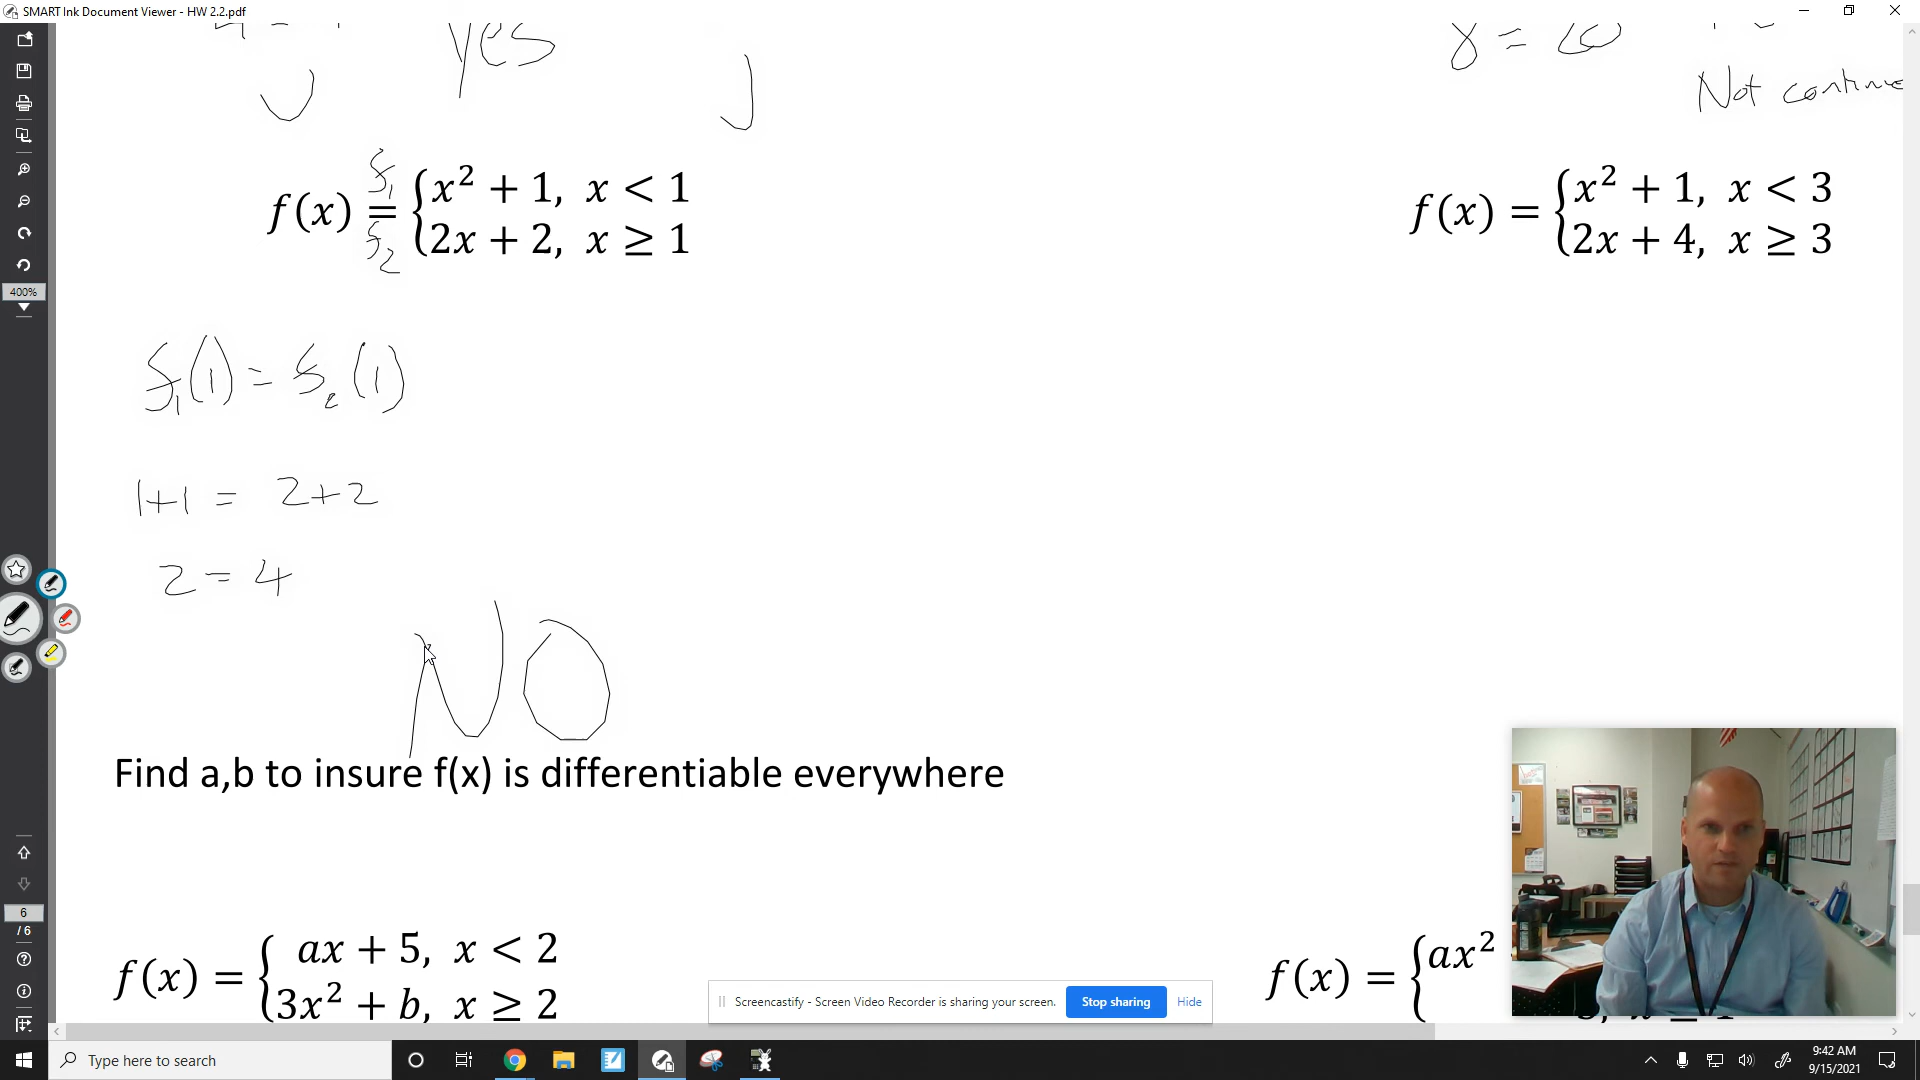 SMART Ink Document Viewer - HW 2.2.pdf
yes
Not continue
f(x) = {x² + 1, x < 1
2x + 2, x ≥ 1
f₁
f₂
f(x) = {x² + 1, x < 3
2x + 4, x ≥ 3
400%
f₁(1) = f₂(1)
1+1 = 2+2
2 = 4
NO
Find a,b to insure f(x) is differentiable everywhere
6
/ 6
f(x) = { ax + 5, x < 2
3x² + b, x ≥ 2
f(x) = {ax²
Screencastify - Screen Video Recorder is sharing your screen.
Stop sharing
Hide
Type here to search
9:42 AM
9/15/2021